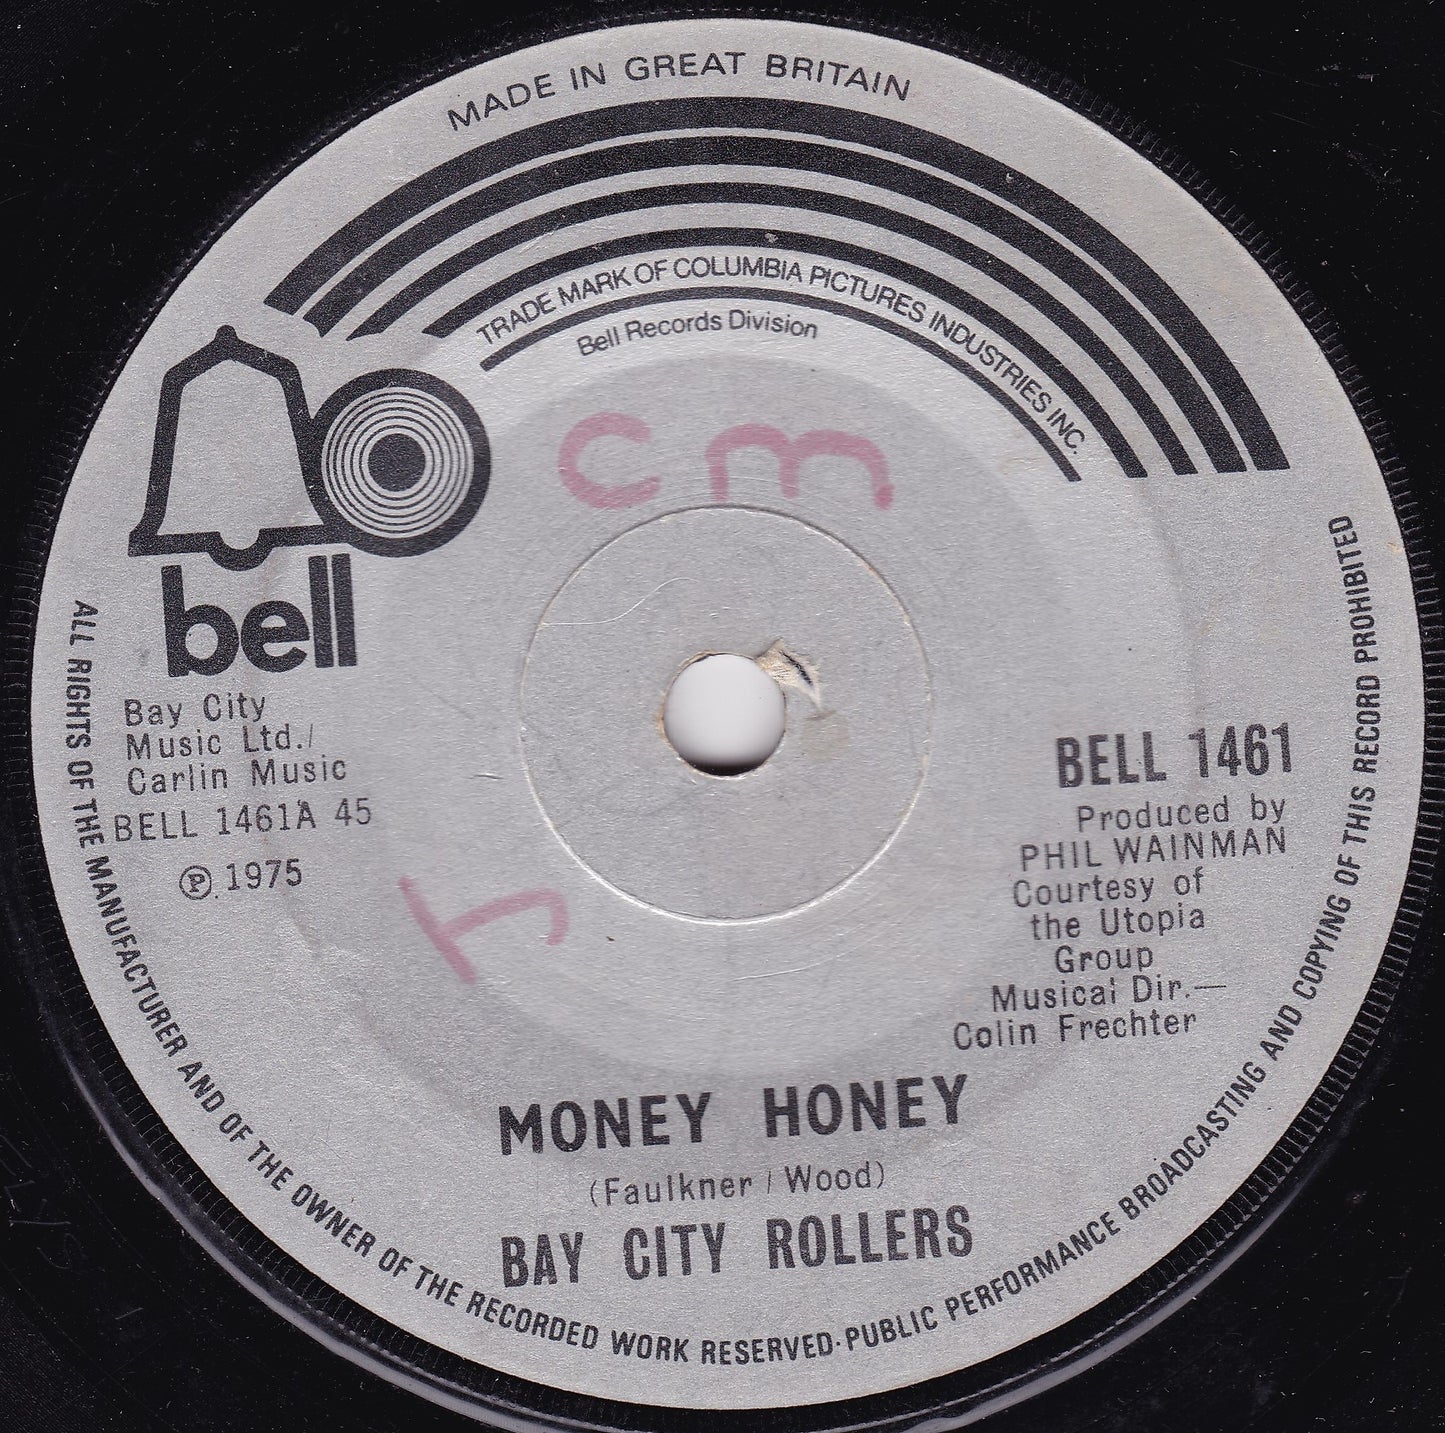 MADE IN GREAT BRITAIN
TRADE MARK OF COLUMBIA PICTURES INDUSTRIES INC.
Bell Records Division
cm
bell
Bay City
Music Ltd./
Carlin Music
BELL 1461A 45
Ⓟ 1975
BELL 1461
Produced by
PHIL WAINMAN
Courtesy of
the Utopia
Group
Musical Dir.—
Colin Frechter
MONEY HONEY
(Faulkner / Wood)
BAY CITY ROLLERS
ALL RIGHTS OF THE MANUFACTURER AND OF THE OWNER OF THE RECORDED WORK RESERVED·PUBLIC PERFORMANCE BROADCASTING AND COPYING OF THIS RECORD PROHIBITED